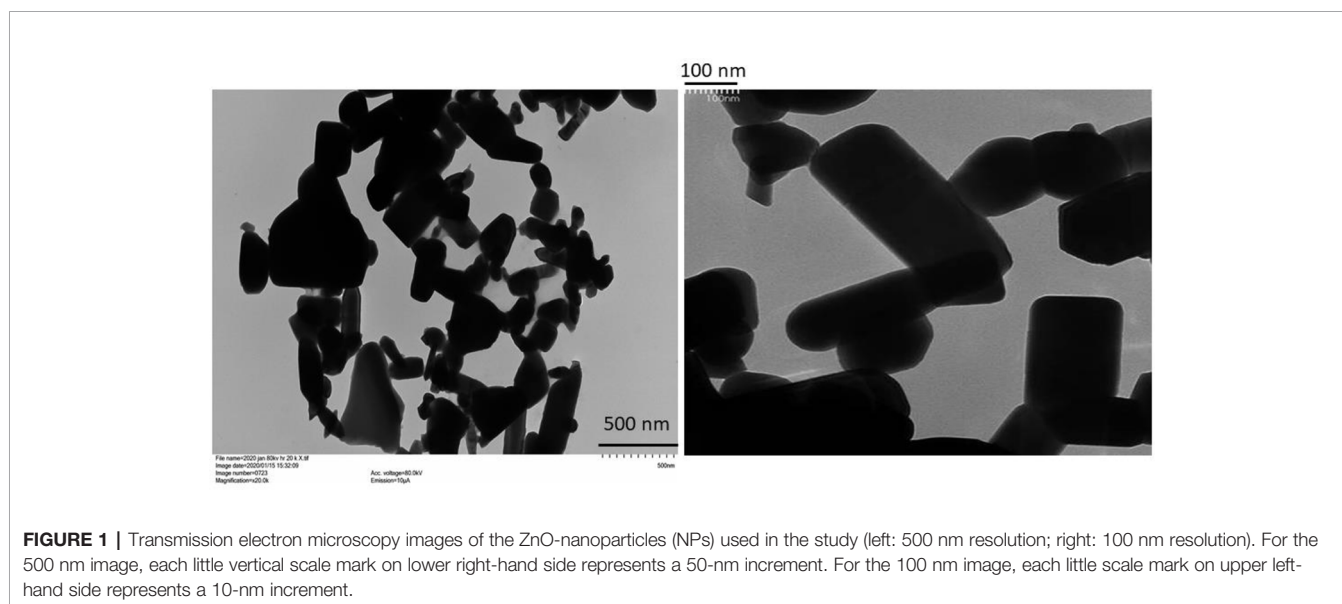 100 nm
100nm
500 nm
500nm
File name=2020 jan 80kv hr 20 k X.tif
Image date=2020/01/15 15:32:09
Image number=0723
Acc. voltage=80.0kV
Magnification=x20.0k
Emission=10µA
FIGURE 1 | Transmission electron microscopy images of the ZnO-nanoparticles (NPs) used in the study (left: 500 nm resolution; right: 100 nm resolution). For the
500 nm image, each little vertical scale mark on lower right-hand side represents a 50-nm increment. For the 100 nm image, each little scale mark on upper left-
hand side represents a 10-nm increment.